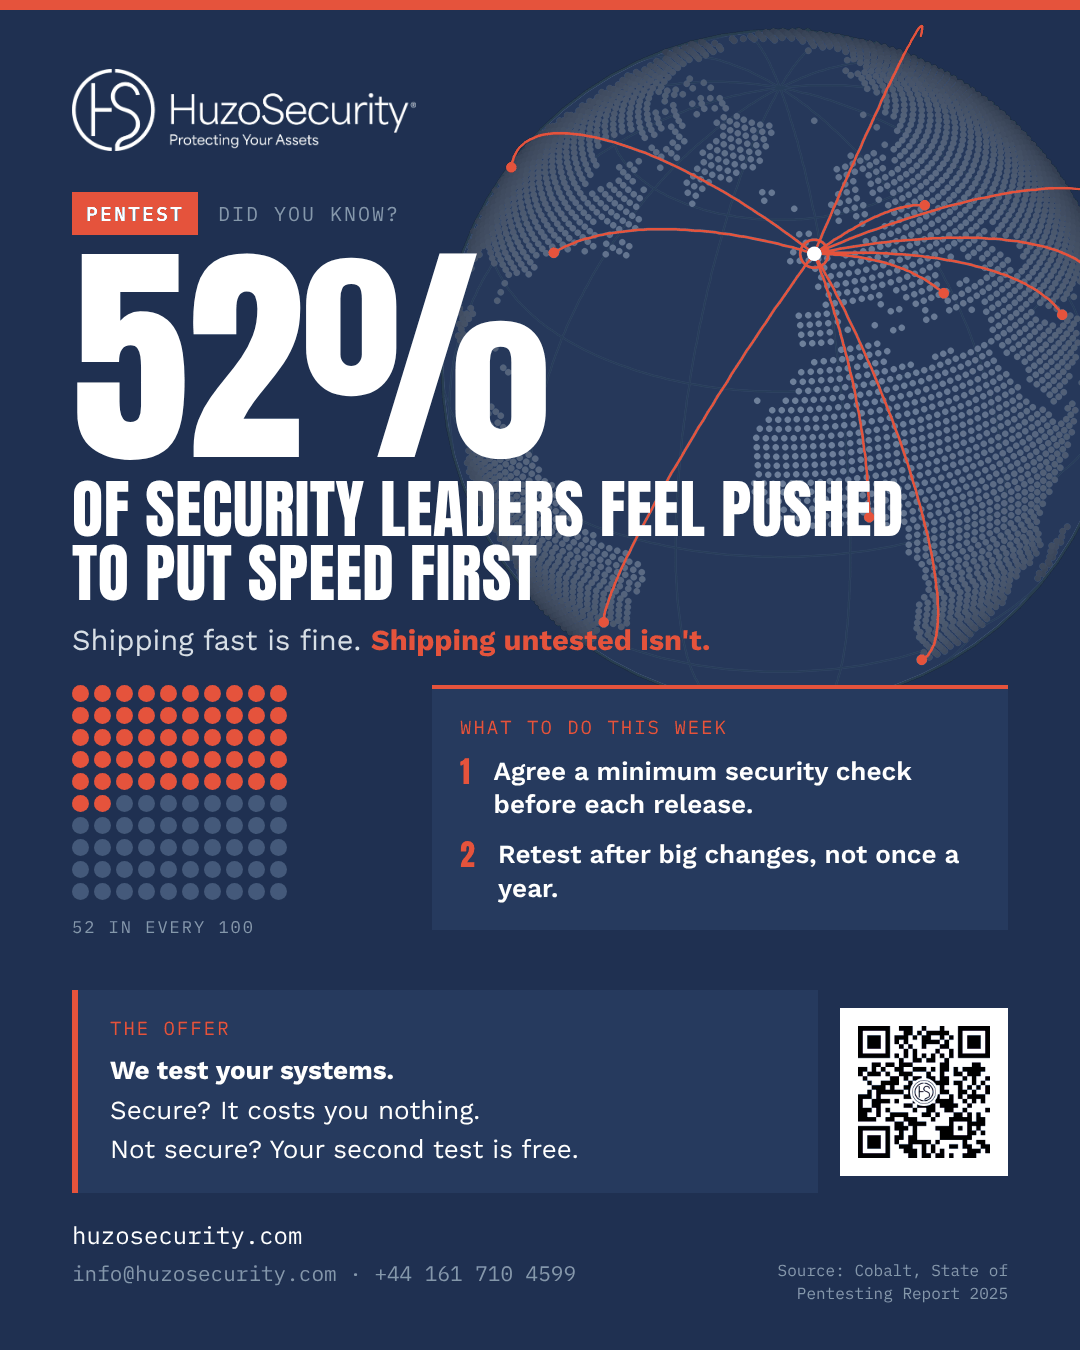 HS HuzoSecurity®
Protecting Your Assets
PENTEST DID YOU KNOW?
52%
OF SECURITY LEADERS FEEL PUSHED
TO PUT SPEED FIRST
Shipping fast is fine. Shipping untested isn't.
52 IN EVERY 100
WHAT TO DO THIS WEEK
1 Agree a minimum security check
before each release.
2 Retest after big changes, not once a
year.
THE OFFER
We test your systems.
Secure? It costs you nothing.
Not secure? Your second test is free.
HS
huzosecurity.com
info@huzosecurity.com · +44 161 710 4599
Source: Cobalt, State of
Pentesting Report 2025